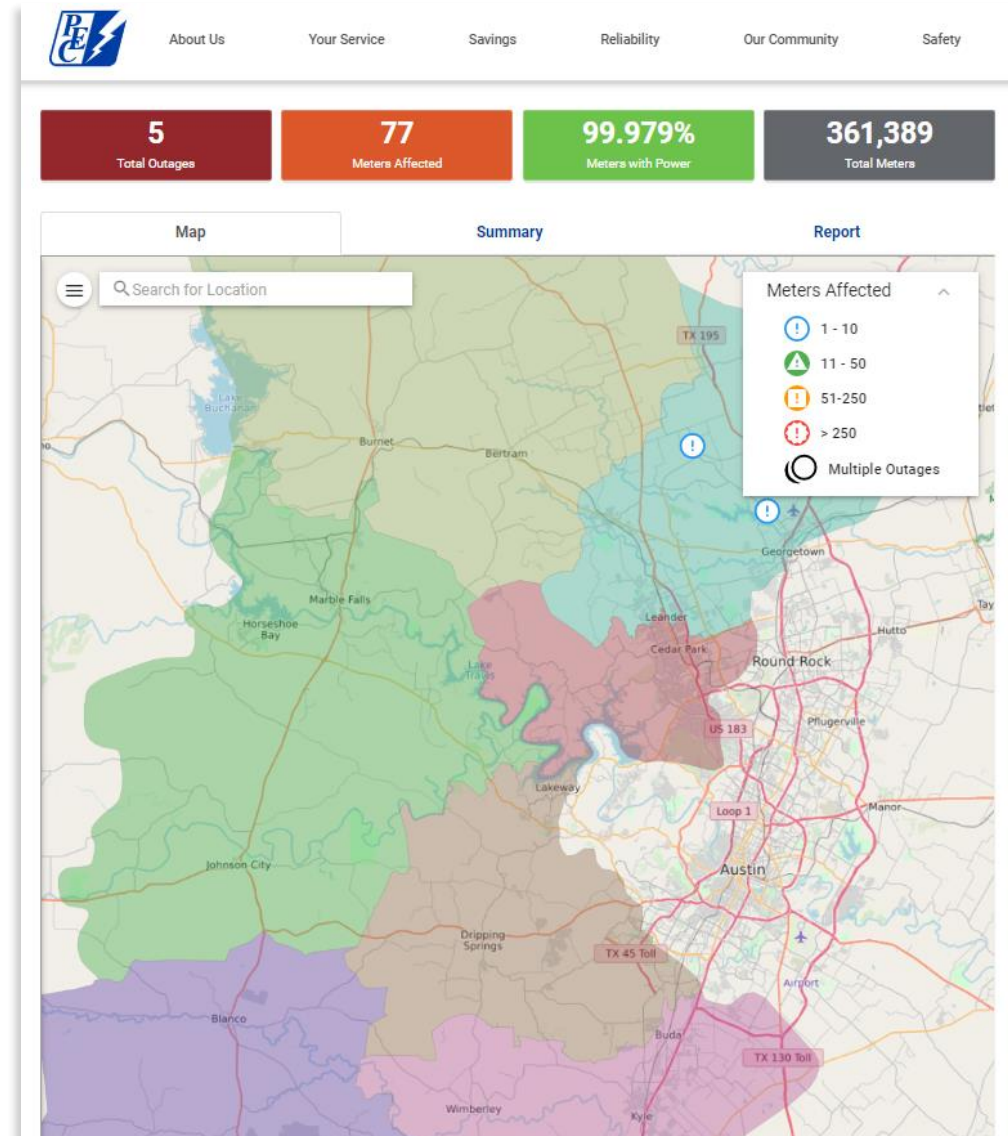 PEC
About Us
Your Service
Savings
Reliability
Our Community
Safety
5
Total Outages
77
Meters Affected
99.979%
Meters with Power
361,389
Total Meters
Map
Summary
Report
Search for Location
Meters Affected
1 - 10
11 - 50
51-250
> 250
Multiple Outages
TX 195
Lake
Buchanan
Burnet
Bertram
Georgetown
Marble Falls
Horseshoe
Bay
Leander
Hutto
Cedar Park
Round Rock
Lake
Travis
Pflugerville
US 183
Lakeway
Loop 1
Manor
Johnson City
Austin
Dripping
Springs
TX 45 Toll
Airport
Blanco
Buda
TX 130 Toll
Wimberley
Kyle